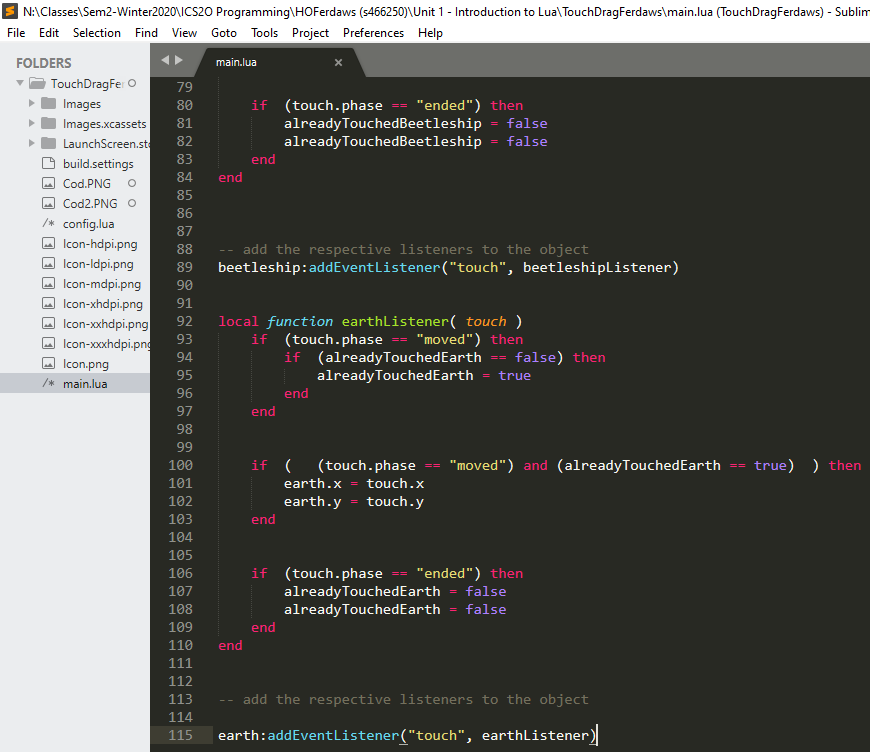 N:\Classes\Sem2-Winter2020\ICS2O Programming\HOFerdaws (s466250)\Unit 1 - Introduction to Lua\TouchDragFerdaws\main.lua (TouchDragFerdaws) - Sublim
File Edit Selection Find View Goto Tools Project Preferences Help
FOLDERS
TouchDragFer
Images
Images.xcassets
LaunchScreen.sto
build.settings
Cod.PNG
Cod2.PNG
/* config.lua
Icon-hdpi.png
Icon-ldpi.png
Icon-mdpi.png
Icon-xhdpi.png
Icon-xxhdpi.png
Icon-xxxhdpi.png
Icon.png
/* main.lua
main.lua ×
79
80 if (touch.phase == "ended") then
81 alreadyTouchedBeetleship = false
82 alreadyTouchedBeetleship = false
83 end
84 end
85
86
87
88 -- add the respective listeners to the object
89 beetleship:addEventListener("touch", beetleshipListener)
90
91
92 local function earthListener( touch )
93 if (touch.phase == "moved") then
94 if (alreadyTouchedEarth == false) then
95 alreadyTouchedEarth = true
96 end
97 end
98
99
100 if ( (touch.phase == "moved") and (alreadyTouchedEarth == true) ) then
101 earth.x = touch.x
102 earth.y = touch.y
103 end
104
105
106 if (touch.phase == "ended") then
107 alreadyTouchedEarth = false
108 alreadyTouchedEarth = false
109 end
110 end
111
112
113 -- add the respective listeners to the object
114
115 earth:addEventListener("touch", earthListener)